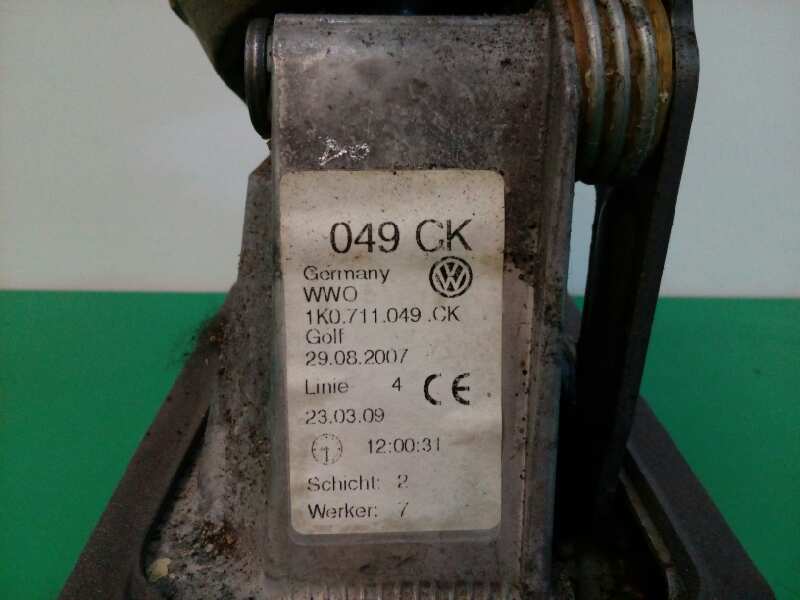 049 CK
Germany
WWO
1K0.711.049 .CK
Golf
29.08.2007
Linie 4 CE
23.03.09
12:00:31
Schicht: 2
Werker: 7